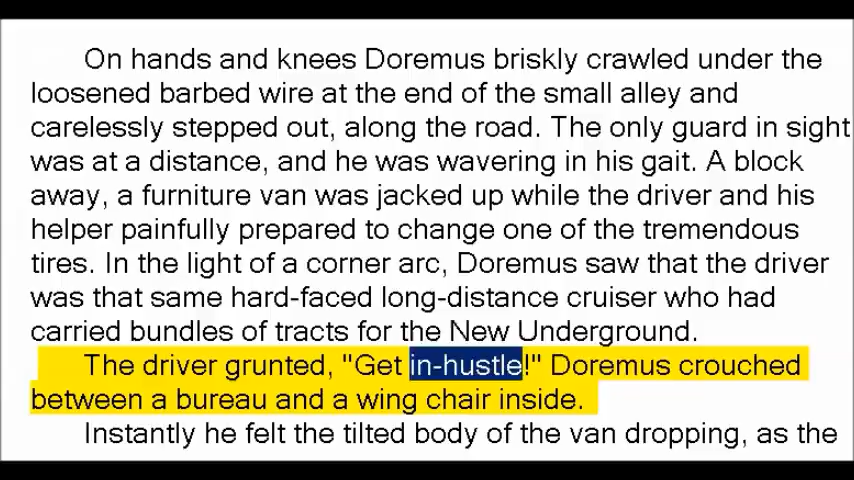 On hands and knees Doremus briskly crawled under the
loosened barbed wire at the end of the small alley and
carelessly stepped out, along the road. The only guard in sight
was at a distance, and he was wavering in his gait. A block
away, a furniture van was jacked up while the driver and his
helper painfully prepared to change one of the tremendous
tires. In the light of a corner arc, Doremus saw that the driver
was that same hard-faced long-distance cruiser who had
carried bundles of tracts for the New Underground.
The driver grunted, "Get in-hustle!" Doremus crouched
between a bureau and a wing chair inside.
Instantly he felt the tilted body of the van dropping, as the